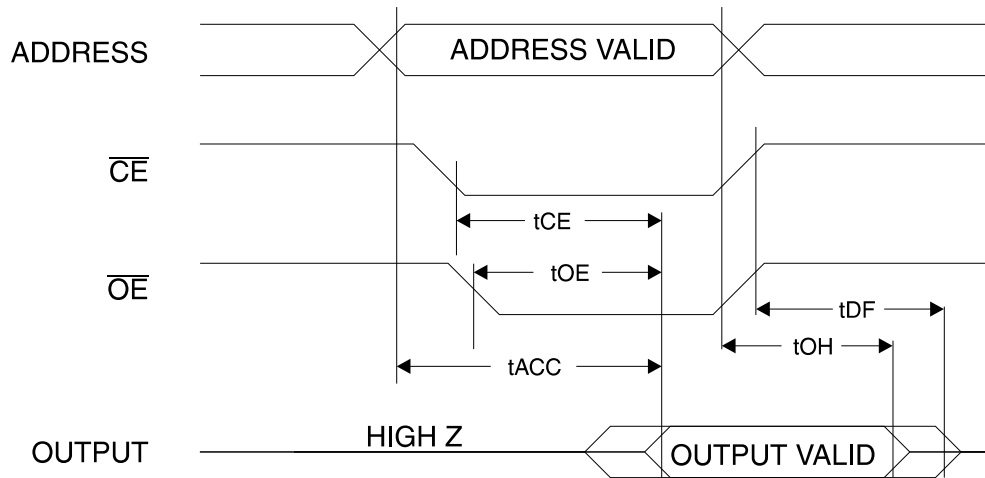 ADDRESS
ADDRESS VALID
CE
tCE
OE
tOE
tDF
tOH
tACC
HIGH Z
OUTPUT
OUTPUT VALID